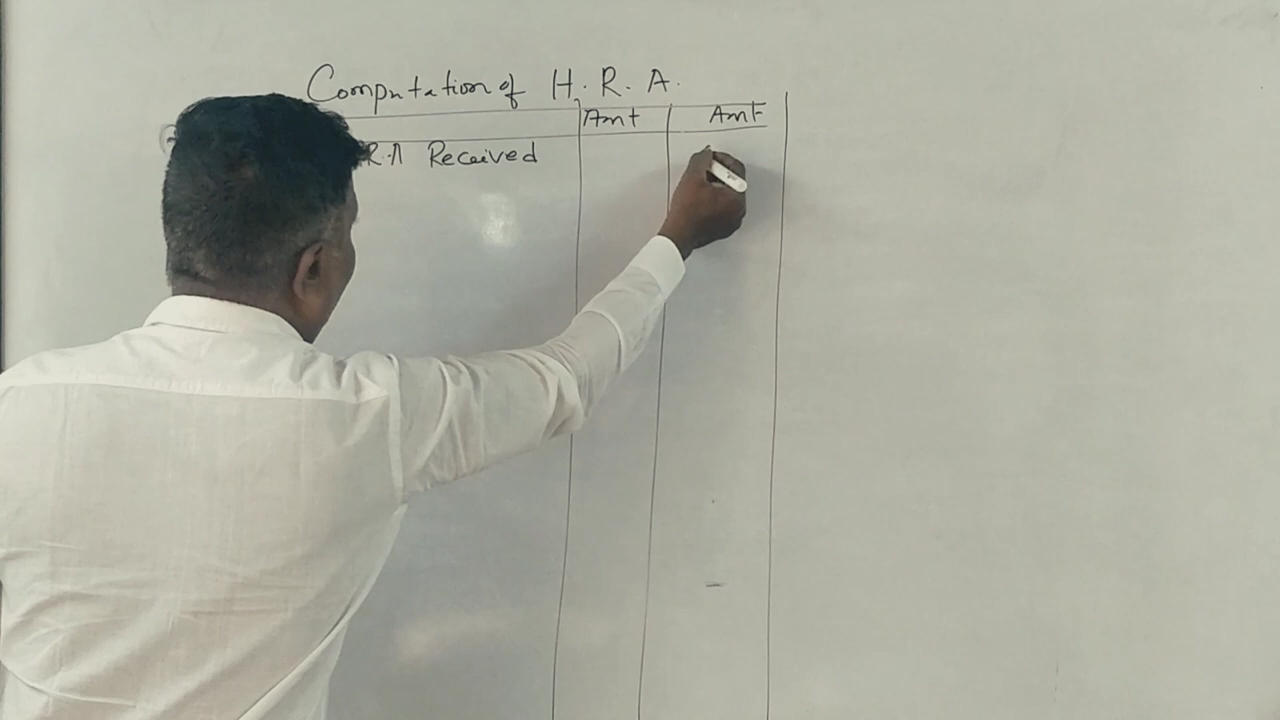 Computation of H.R.A.
Amt Amt
R.A Received